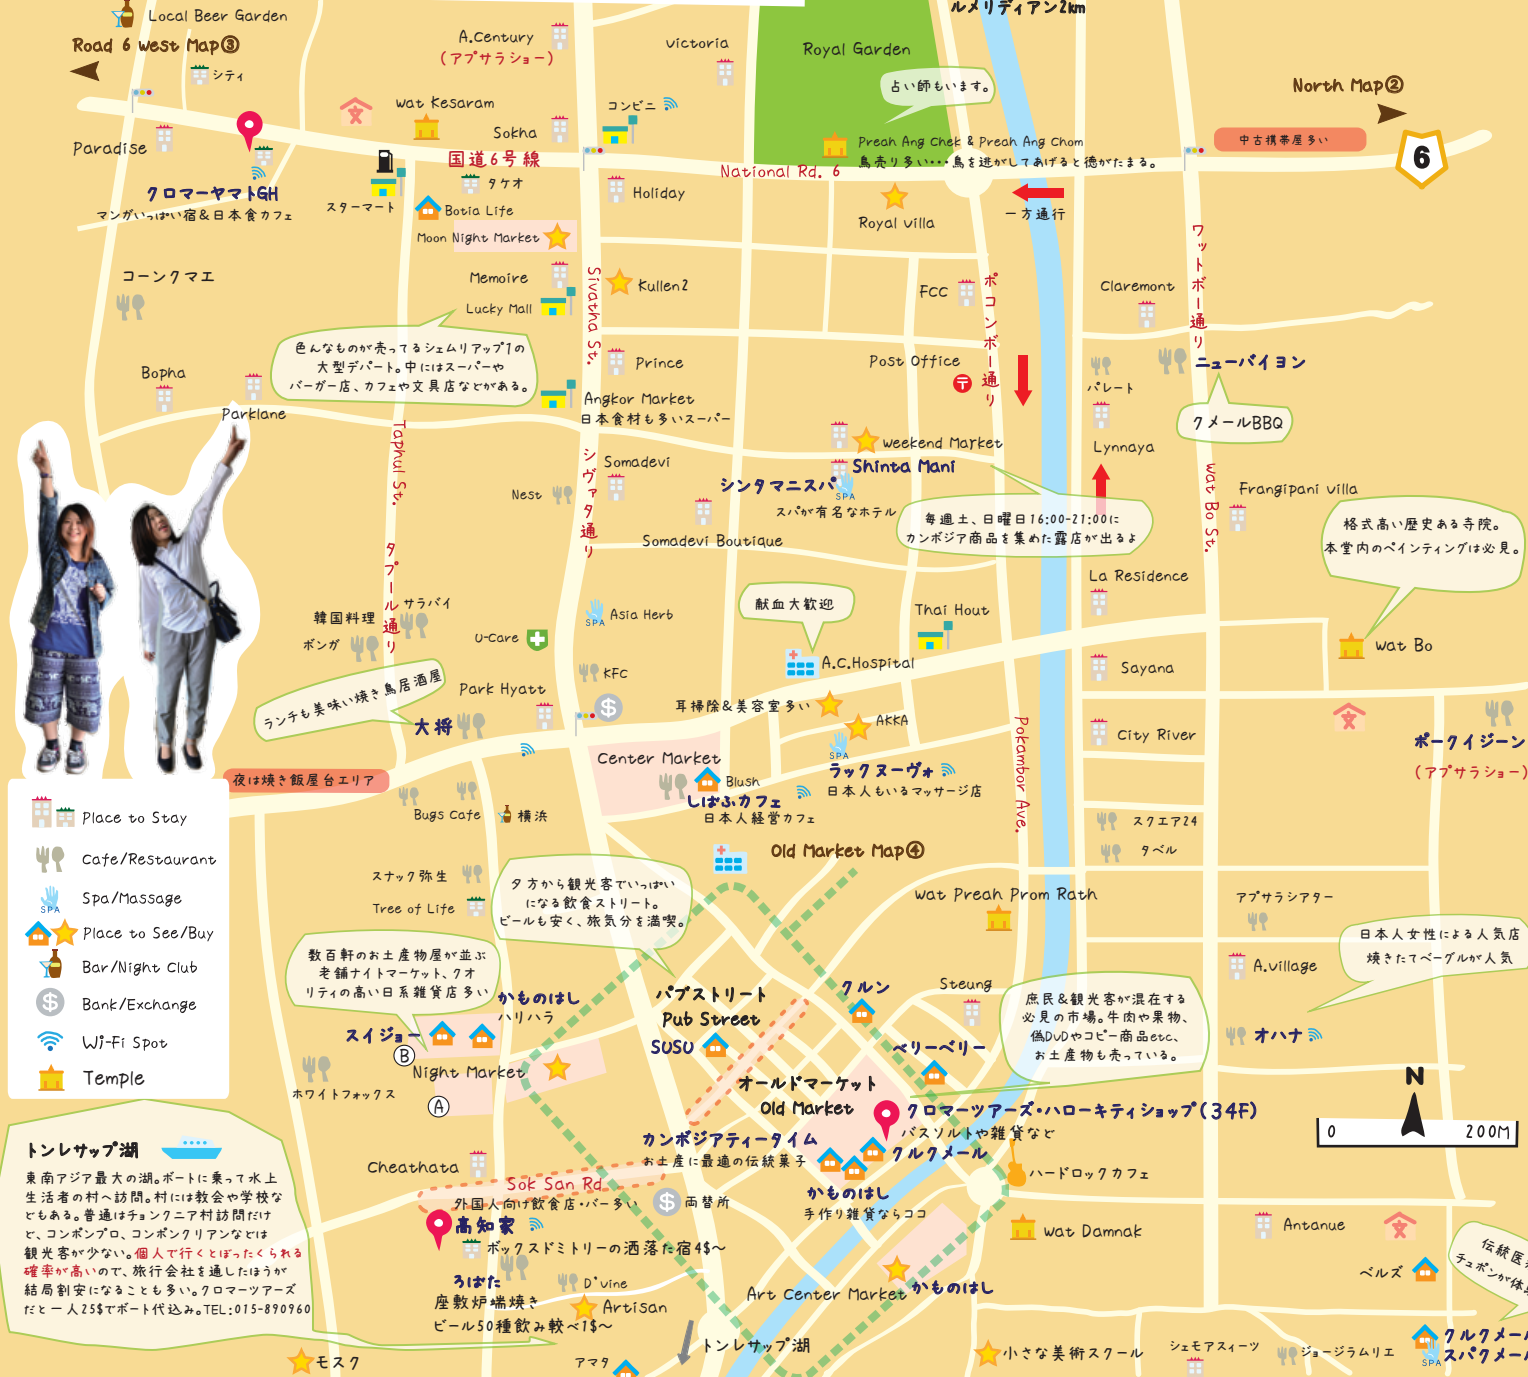 ルメリディアン2km
Local Beer Garden
Road 6 West Map③
シティ
A.Century
(アプサラショー)
Victoria
Royal Garden
占い師もいます。
North Map②
中古携帯屋多い
6
Paradise
Wat Kesaram
Sokha
コンビニ
国道6号線
National Rd. 6
Preah Ang Chek & Preah Ang Chom
鳥売り多い・・・鳥を逃がしてあげると徳がたまる。
クロマーヤマトGH
マンガいっぱい宿&日本食カフェ
スターマート
タケオ
Botia Life
Moon Night Market
Holiday
Royal Villa
一方通行
コーンクマエ
Memoire
Lucky Mall
Sivatha St.
Kullen2
FCC
ポコンボー通り
Claremont
ワットボー通り
色んなものが売ってるシェムリアップ1の
大型デパート。中にはスーパーや
バーガー店、カフェや文具店などがある。
Prince
Post Office
パレート
ニューバイヨン
Bopha
Parklane
Angkor Market
日本食材も多いスーパー
クメールBBQ
Taphul St.
タプール通り
シヴァタ通り
Somadevi
Nest
Weekend Market
Shinta Mani
シンタマニスパ
SPA
スパが有名なホテル
Lynnaya
Wat Bo St.
Frangipani Villa
Somadevi Boutique
毎週土、日曜日16:00-21:00に
カンボジア商品を集めた露店が出るよ
格式高い歴史ある寺院。
本堂内のペインティングは必見。
La Residence
献血大歓迎
Thai Hout
韓国料理
サラバイ
ボンガ
U-Care
SPA
Asia Herb
A.C.Hospital
Wat Bo
KFC
Sayana
ランチも美味い焼き鳥居酒屋
Park Hyatt
大将
耳掃除&美容室多い
AKKA
SPA
Pokambor Ave.
City River
ポークイジーン
(アプサラショー)
Center Market
Blush
しばふカフェ
日本人経営カフェ
ラックヌーヴォ
日本人もいるマッサージ店
夜は焼き飯屋台エリア
Bugs Cafe
横浜
スクエア24
タベル
Place to Stay
Cafe/Restaurant
SPA
Spa/Massage
Place to See/Buy
Bar/Night Club
Bank/Exchange
Wi-Fi Spot
Temple
Old Market Map④
スナック弥生
Tree of Life
夕方から観光客でいっぱい
になる飲食ストリート。
ビールも安く、旅気分を満喫。
Wat Preah Prom Rath
アプサラシアター
日本人女性による人気店
焼きたてベーグルが人気
数百軒のお土産物屋が並ぶ
老舗ナイトマーケット、クオ
リティの高い日系雑貨店多い
かものはし
ハリハラ
スイジョー
B
A
Night Market
ホワイトフォックス
パブストリート
Pub Street
SUSU
クルン
Steung
A.Village
ベリーベリー
庶民&観光客が混在する
必見の市場。牛肉や果物、
偽DVDやコピー商品etc、
お土産物も売っている。
オハナ
オールドマーケット
Old Market
クロマーツアーズ・ハローキティショップ(34F)
バスソルトや雑貨など
クルクメール
カンボジアティータイム
お土産に最適の伝統菓子
かものはし
手作り雑貨ならココ
ハードロックカフェ
N
0
200M
トンレサップ湖
東南アジア最大の湖。ボートに乗って水上
生活者の村へ訪問。村には教会や学校な
どもある。普通はチョンクニア村訪問だけ
ど、コンポンプロ、コンポンクリアンなどは
観光客が少ない。個人で行くとぼったくられる
確率が高いので、旅行会社を通したほうが
結局割安になることも多い。クロマーツアーズ
だと一人25$でボート代込み。TEL:015-890960
Cheathata
Sok San Rd
外国人向け飲食店・バー多い
両替所
高知家
ボックスドミトリーの洒落た宿4$〜
ろばた
座敷炉端焼き
ビール50種飲み較べ1$〜
D'vine
Artisan
Wat Damnak
Antanue
ベルズ
伝統医
チュポンが体
Art Center Market
かものはし
モスク
アマタ
トンレサップ湖
小さな美術スクール
シェモアスィーツ
ジョージラムリエ
クルクメール
SPA
スパクメール